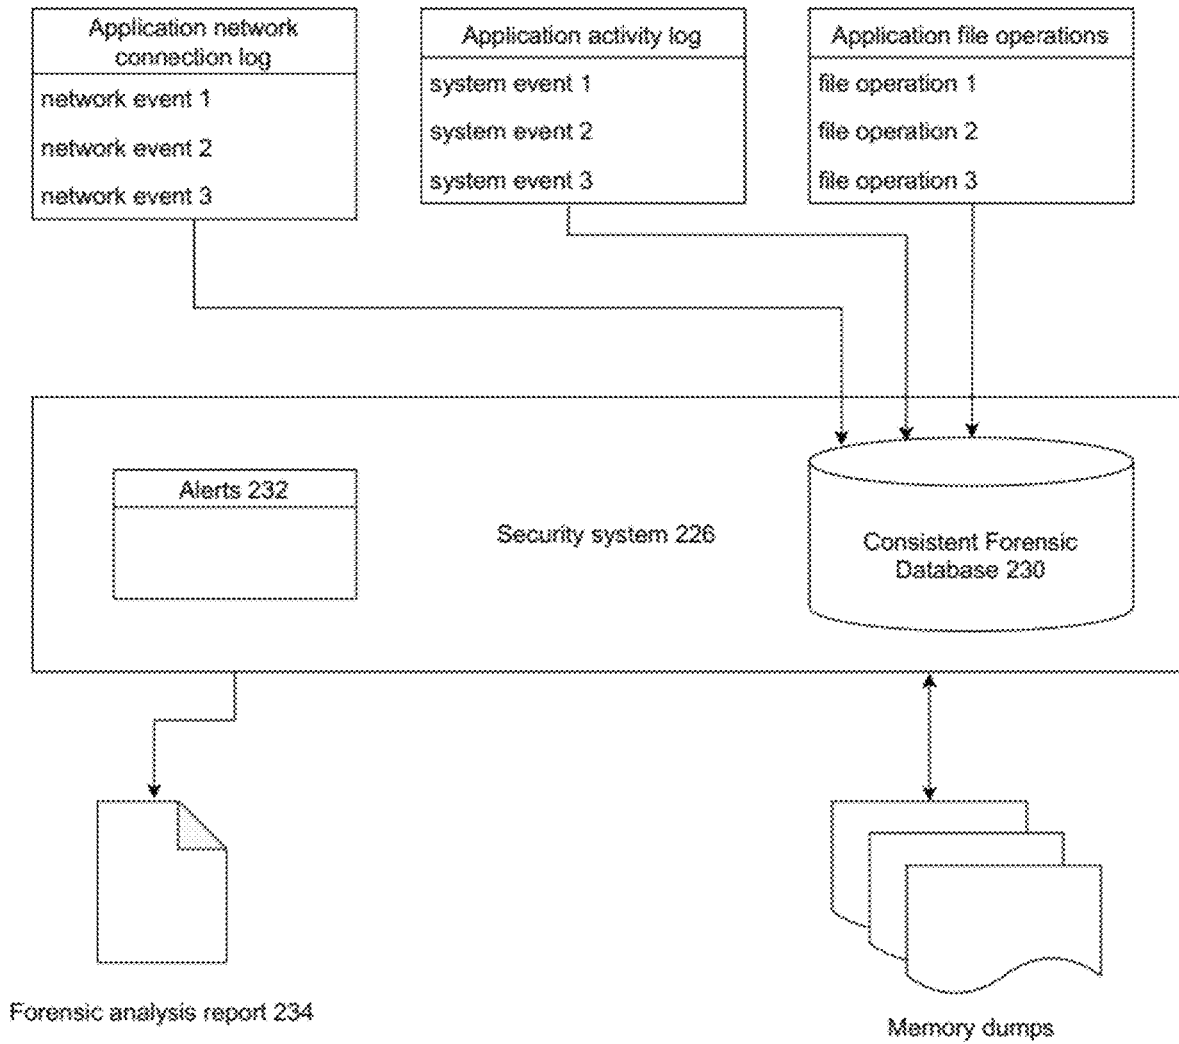 Application network
connection log
network event 1
network event 2
network event 3
Application activity log
system event 1
system event 2
system event 3
Application file operations
file operation 1
file operation 2
file operation 3
Alerts 232
Security system 226
Consistent Forensic
Database 230
Forensic analysis report 234
Memory dumps